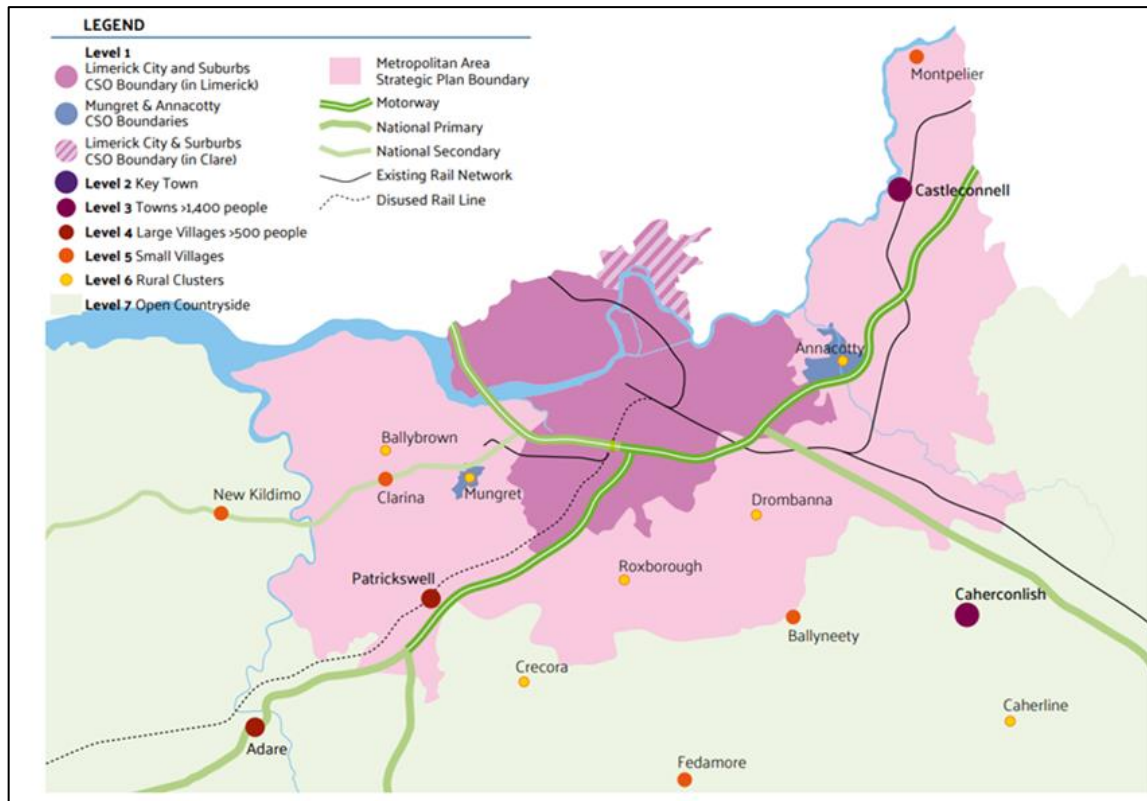 LEGEND
Level 1
Limerick City and Suburbs
CSO Boundary (in Limerick)
Mungret & Annacotty
CSO Boundaries
Limerick City & Suburbs
CSO Boundary (in Clare)
Level 2 Key Town
Level 3 Towns >1,400 people
Level 4 Large Villages >500 people
Level 5 Small Villages
Level 6 Rural Clusters
Level 7 Open Countryside
Metropolitan Area
Strategic Plan Boundary
Motorway
National Primary
National Secondary
Existing Rail Network
Disused Rail Line
Montpelier
Castleconnell
Annacotty
Ballybrown
Clarina
Mungret
New Kildimo
Drombanna
Roxborough
Patrickswell
Caherconlish
Ballyneety
Crecora
Caherline
Adare
Fedamore